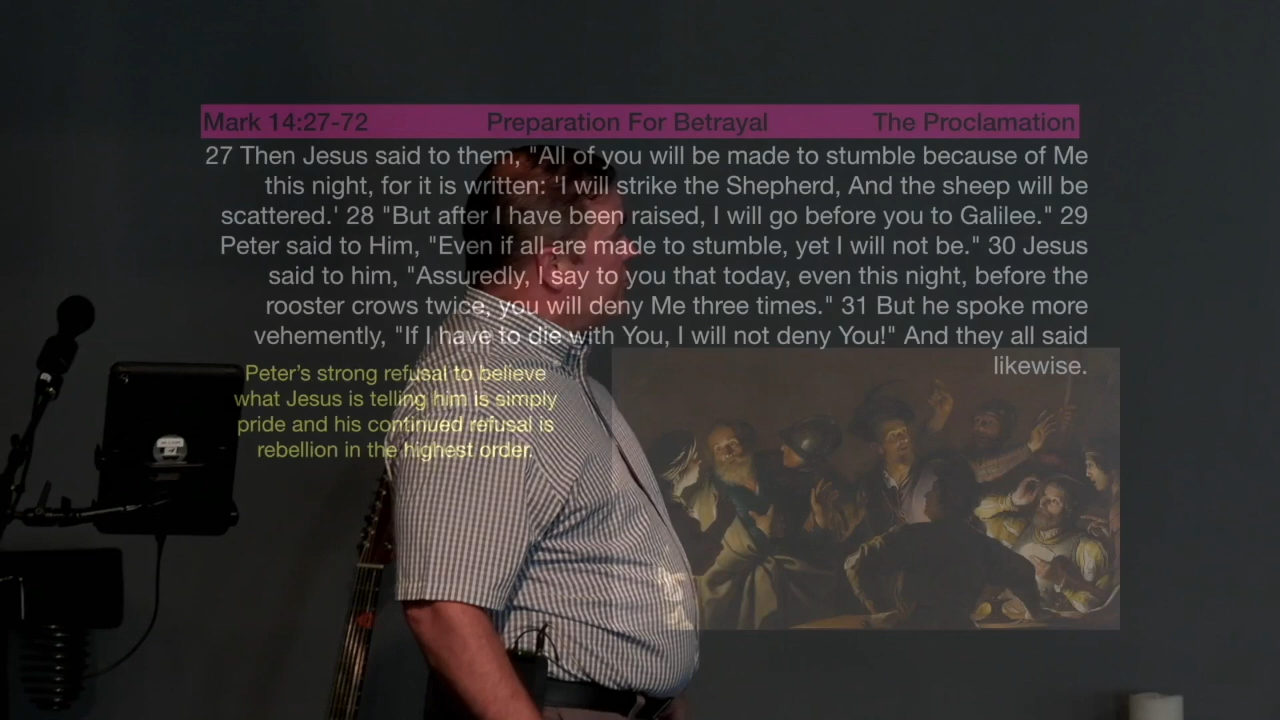 Mark 14:27-72 Preparation For Betrayal The Proclamation
27 Then Jesus said to them, "All of you will be made to stumble because of Me
this night, for it is written: 'I will strike the Shepherd, And the sheep will be
scattered.' 28 "But after I have been raised, I will go before you to Galilee." 29
Peter said to Him, "Even if all are made to stumble, yet I will not be." 30 Jesus
said to him, "Assuredly, I say to you that today, even this night, before the
rooster crows twice, you will deny Me three times." 31 But he spoke more
vehemently, "If I have to die with You, I will not deny You!" And they all said
likewise.
Peter's strong refusal to believe
what Jesus is telling him is simply
pride and his continued refusal is
rebellion in the highest order.